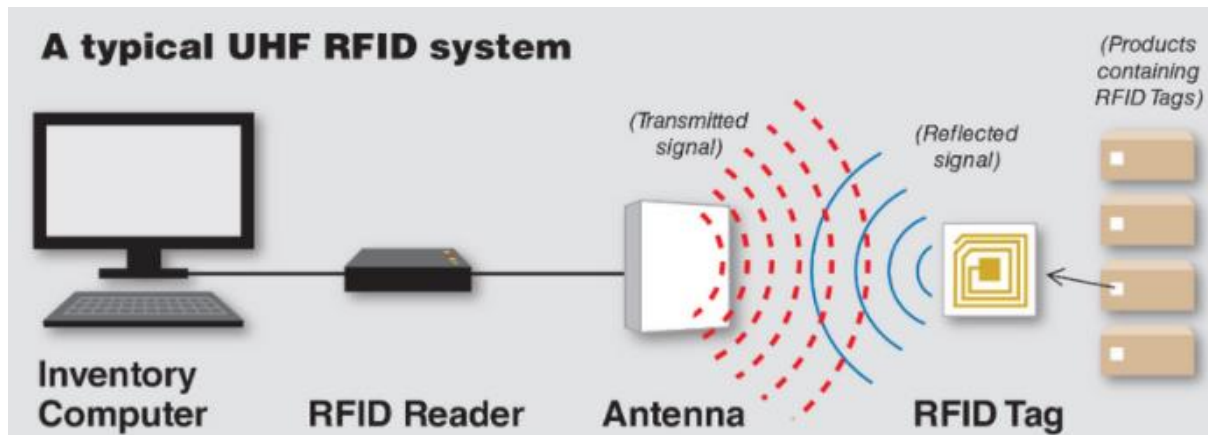 A typical UHF RFID system
(Products
containing
RFID Tags)
(Transmitted
signal)
(Reflected
signal)
Inventory
Computer
RFID Reader
Antenna
RFID Tag